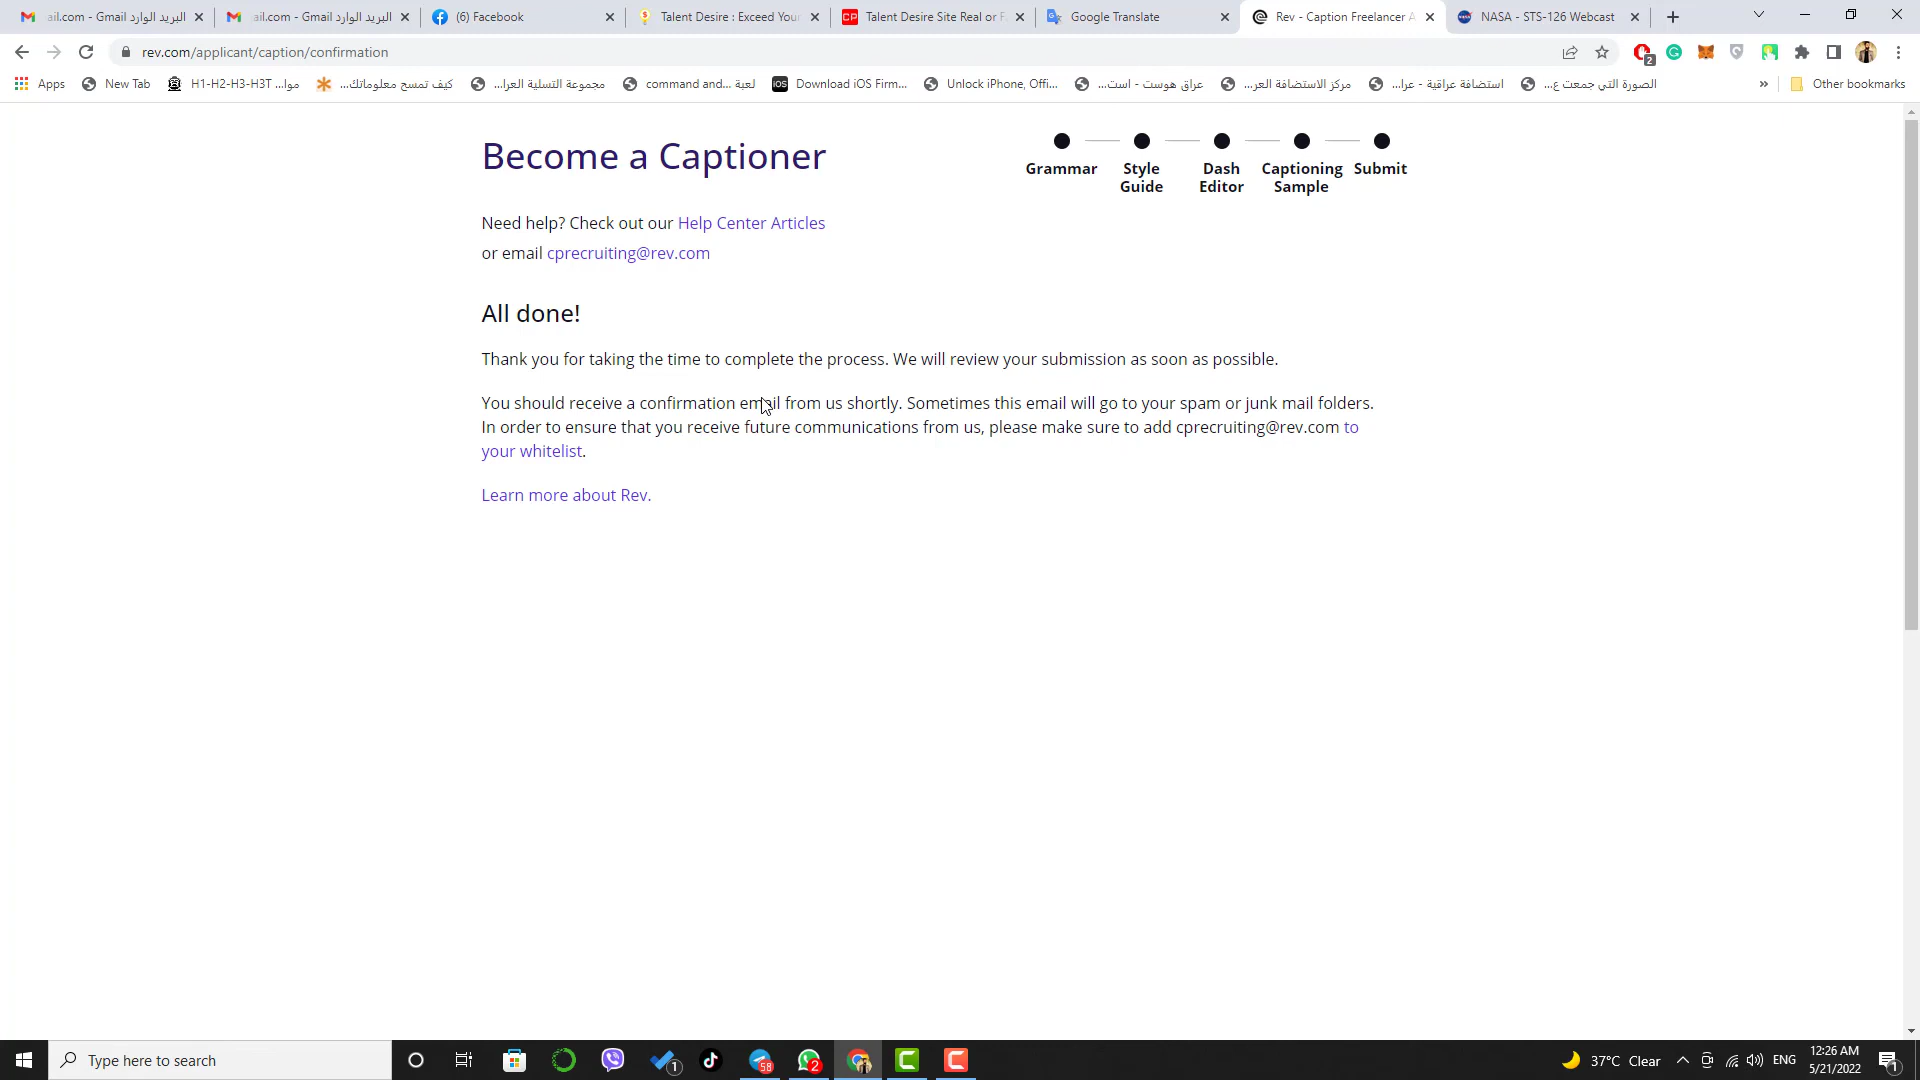 ail.com - Gmail البريد الوارد
ail.com - Gmail البريد الوارد
(6) Facebook
Talent Desire : Exceed Your
Talent Desire Site Real or F
Google Translate
Rev - Caption Freelancer A
NASA - STS-126 Webcast
rev.com/applicant/caption/confirmation
2
Apps
New Tab
H1-H2-H3-H3T موا...
كيف تمسح معلوماتك...
مجموعة التسلية العرا...
لعبة command and...
Download iOS Firm...
Unlock iPhone, Offi...
عراق هوست - است...
مركز الاستضافة العر...
استضافة عراقية - عرا...
الصورة التي جمعت ع...
»
Other bookmarks
Become a Captioner
Grammar
Style Guide
Dash Editor
Captioning Sample
Submit
Need help? Check out our Help Center Articles
or email cprecruiting@rev.com
All done!
Thank you for taking the time to complete the process. We will review your submission as soon as possible.
You should receive a confirmation email from us shortly. Sometimes this email will go to your spam or junk mail folders.
In order to ensure that you receive future communications from us, please make sure to add cprecruiting@rev.com to
your whitelist.
Learn more about Rev.
Type here to search
1
58
2
37°C Clear
ENG
12:26 AM
5/21/2022
1